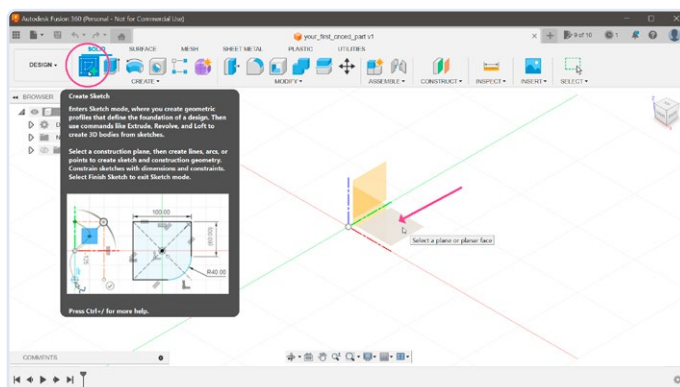 Autodesk Fusion 360 (Personal - Not for Commercial Use)
your_first_cnced_part v1
9 of 10
1
SOLID
SURFACE
MESH
SHEET METAL
PLASTIC
UTILITIES
DESIGN
CREATE
MODIFY
ASSEMBLE
CONSTRUCT
INSPECT
INSERT
SELECT
BROWSER
Create Sketch
Enters Sketch mode, where you create geometric
profiles that define the foundation of a design. Then
use commands like Extrude, Revolve, and Loft to
create 3D bodies from sketches.
Select a construction plane, then create lines, arcs, or
points to create sketch and construction geometry.
Constrain sketches with dimensions and constraints.
Select Finish Sketch to exit Sketch mode.
100.00
R40.00
Press Ctrl+/ for more help.
Select a plane or planar face
COMMENTS